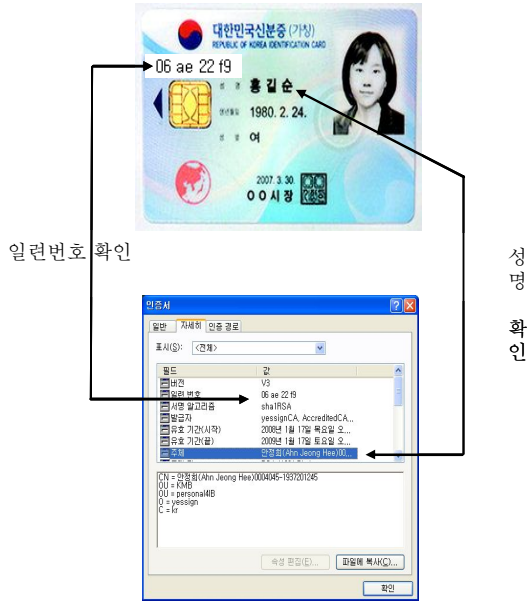 대한민국신분증 (가칭)
REPUBLIC OF KOREA IDENTIFICATION CARD
06 ae 22 f9
성 명 홍 길 순
생년월일 1980. 2. 24.
성 별 여
2007. 3. 30.
O O 시 장
일련번호 확인
성명 확인
인증서
일반 자세히 인증 경로
표시(S): <전체>
필드 값
버전 V3
일련 번호 06 ae 22 f9
서명 알고리즘 sha1RSA
발급자 yessignCA, AccreditedCA,...
유효 기간(시작) 2008년 1월 17일 목요일 오...
유효 기간(끝) 2009년 1월 17일 토요일 오...
주체 안정희(Ahn Jeong Hee)00...
CN = 안정희(Ahn Jeong Hee)0004045-1937201245
OU = KMB
OU = personal4IB
O = yessign
C = kr
속성 편집(E)... 파일에 복사(C)...
확인